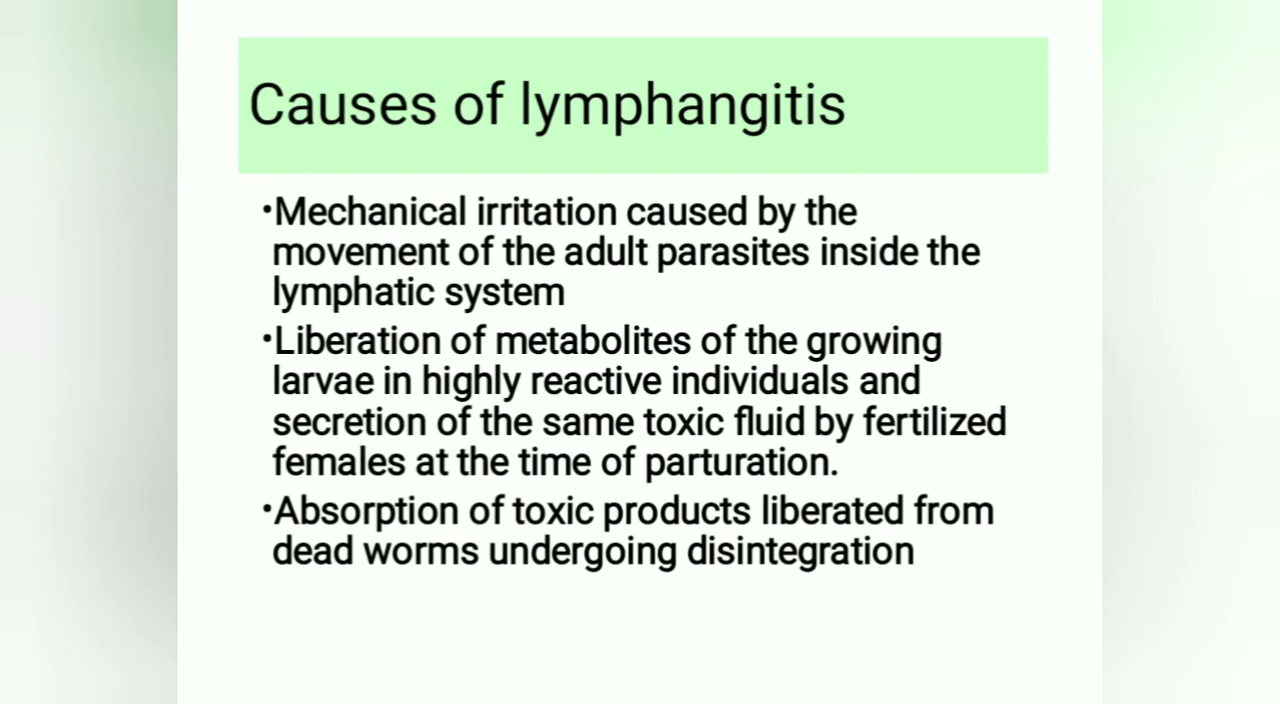 Causes of lymphangitis
•Mechanical irritation caused by the
movement of the adult parasites inside the
lymphatic system
•Liberation of metabolites of the growing
larvae in highly reactive individuals and
secretion of the same toxic fluid by fertilized
females at the time of parturation.
•Absorption of toxic products liberated from
dead worms undergoing disintegration